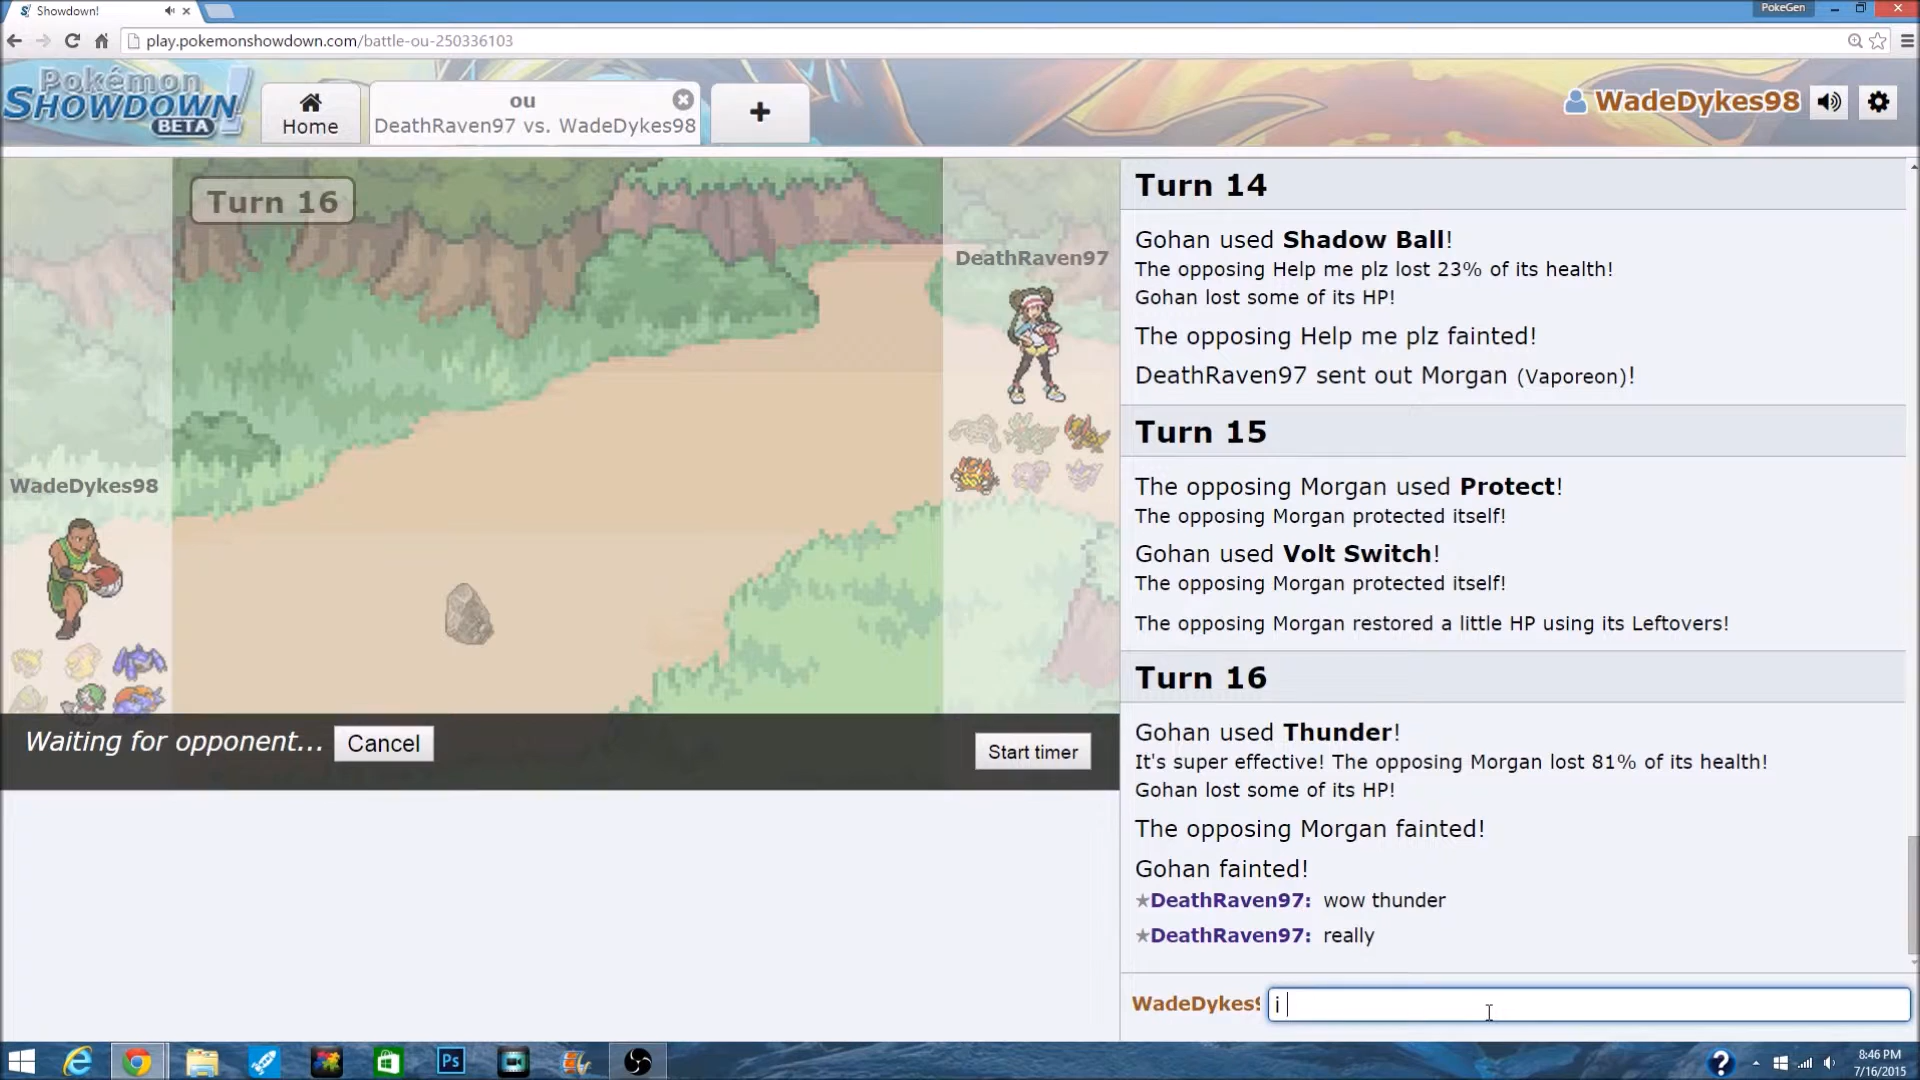 Showdown!
PokeGen
play.pokemonshowdown.com/battle-ou-250336103
Pokémon
SHOWDOWN!
BETA
Home
ou
DeathRaven97 vs. WadeDykes98
+
WadeDykes98
Turn 16
DeathRaven97
WadeDykes98
Waiting for opponent...
Cancel
Start timer
Turn 14
Gohan used Shadow Ball!
The opposing Help me plz lost 23% of its health!
Gohan lost some of its HP!
The opposing Help me plz fainted!
DeathRaven97 sent out Morgan (Vaporeon)!
Turn 15
The opposing Morgan used Protect!
The opposing Morgan protected itself!
Gohan used Volt Switch!
The opposing Morgan protected itself!
The opposing Morgan restored a little HP using its Leftovers!
Turn 16
Gohan used Thunder!
It's super effective! The opposing Morgan lost 81% of its health!
Gohan lost some of its HP!
The opposing Morgan fainted!
Gohan fainted!
★DeathRaven97: wow thunder
★DeathRaven97: really
WadeDykes9
i
Ps
8:46 PM
7/16/2015